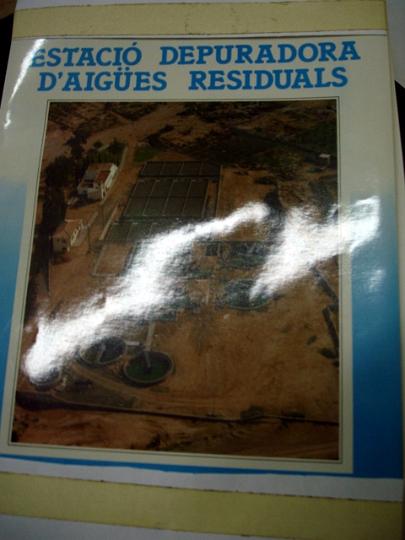 ESTACIÓ DEPURADORA
D'AIGÜES RESIDUALS